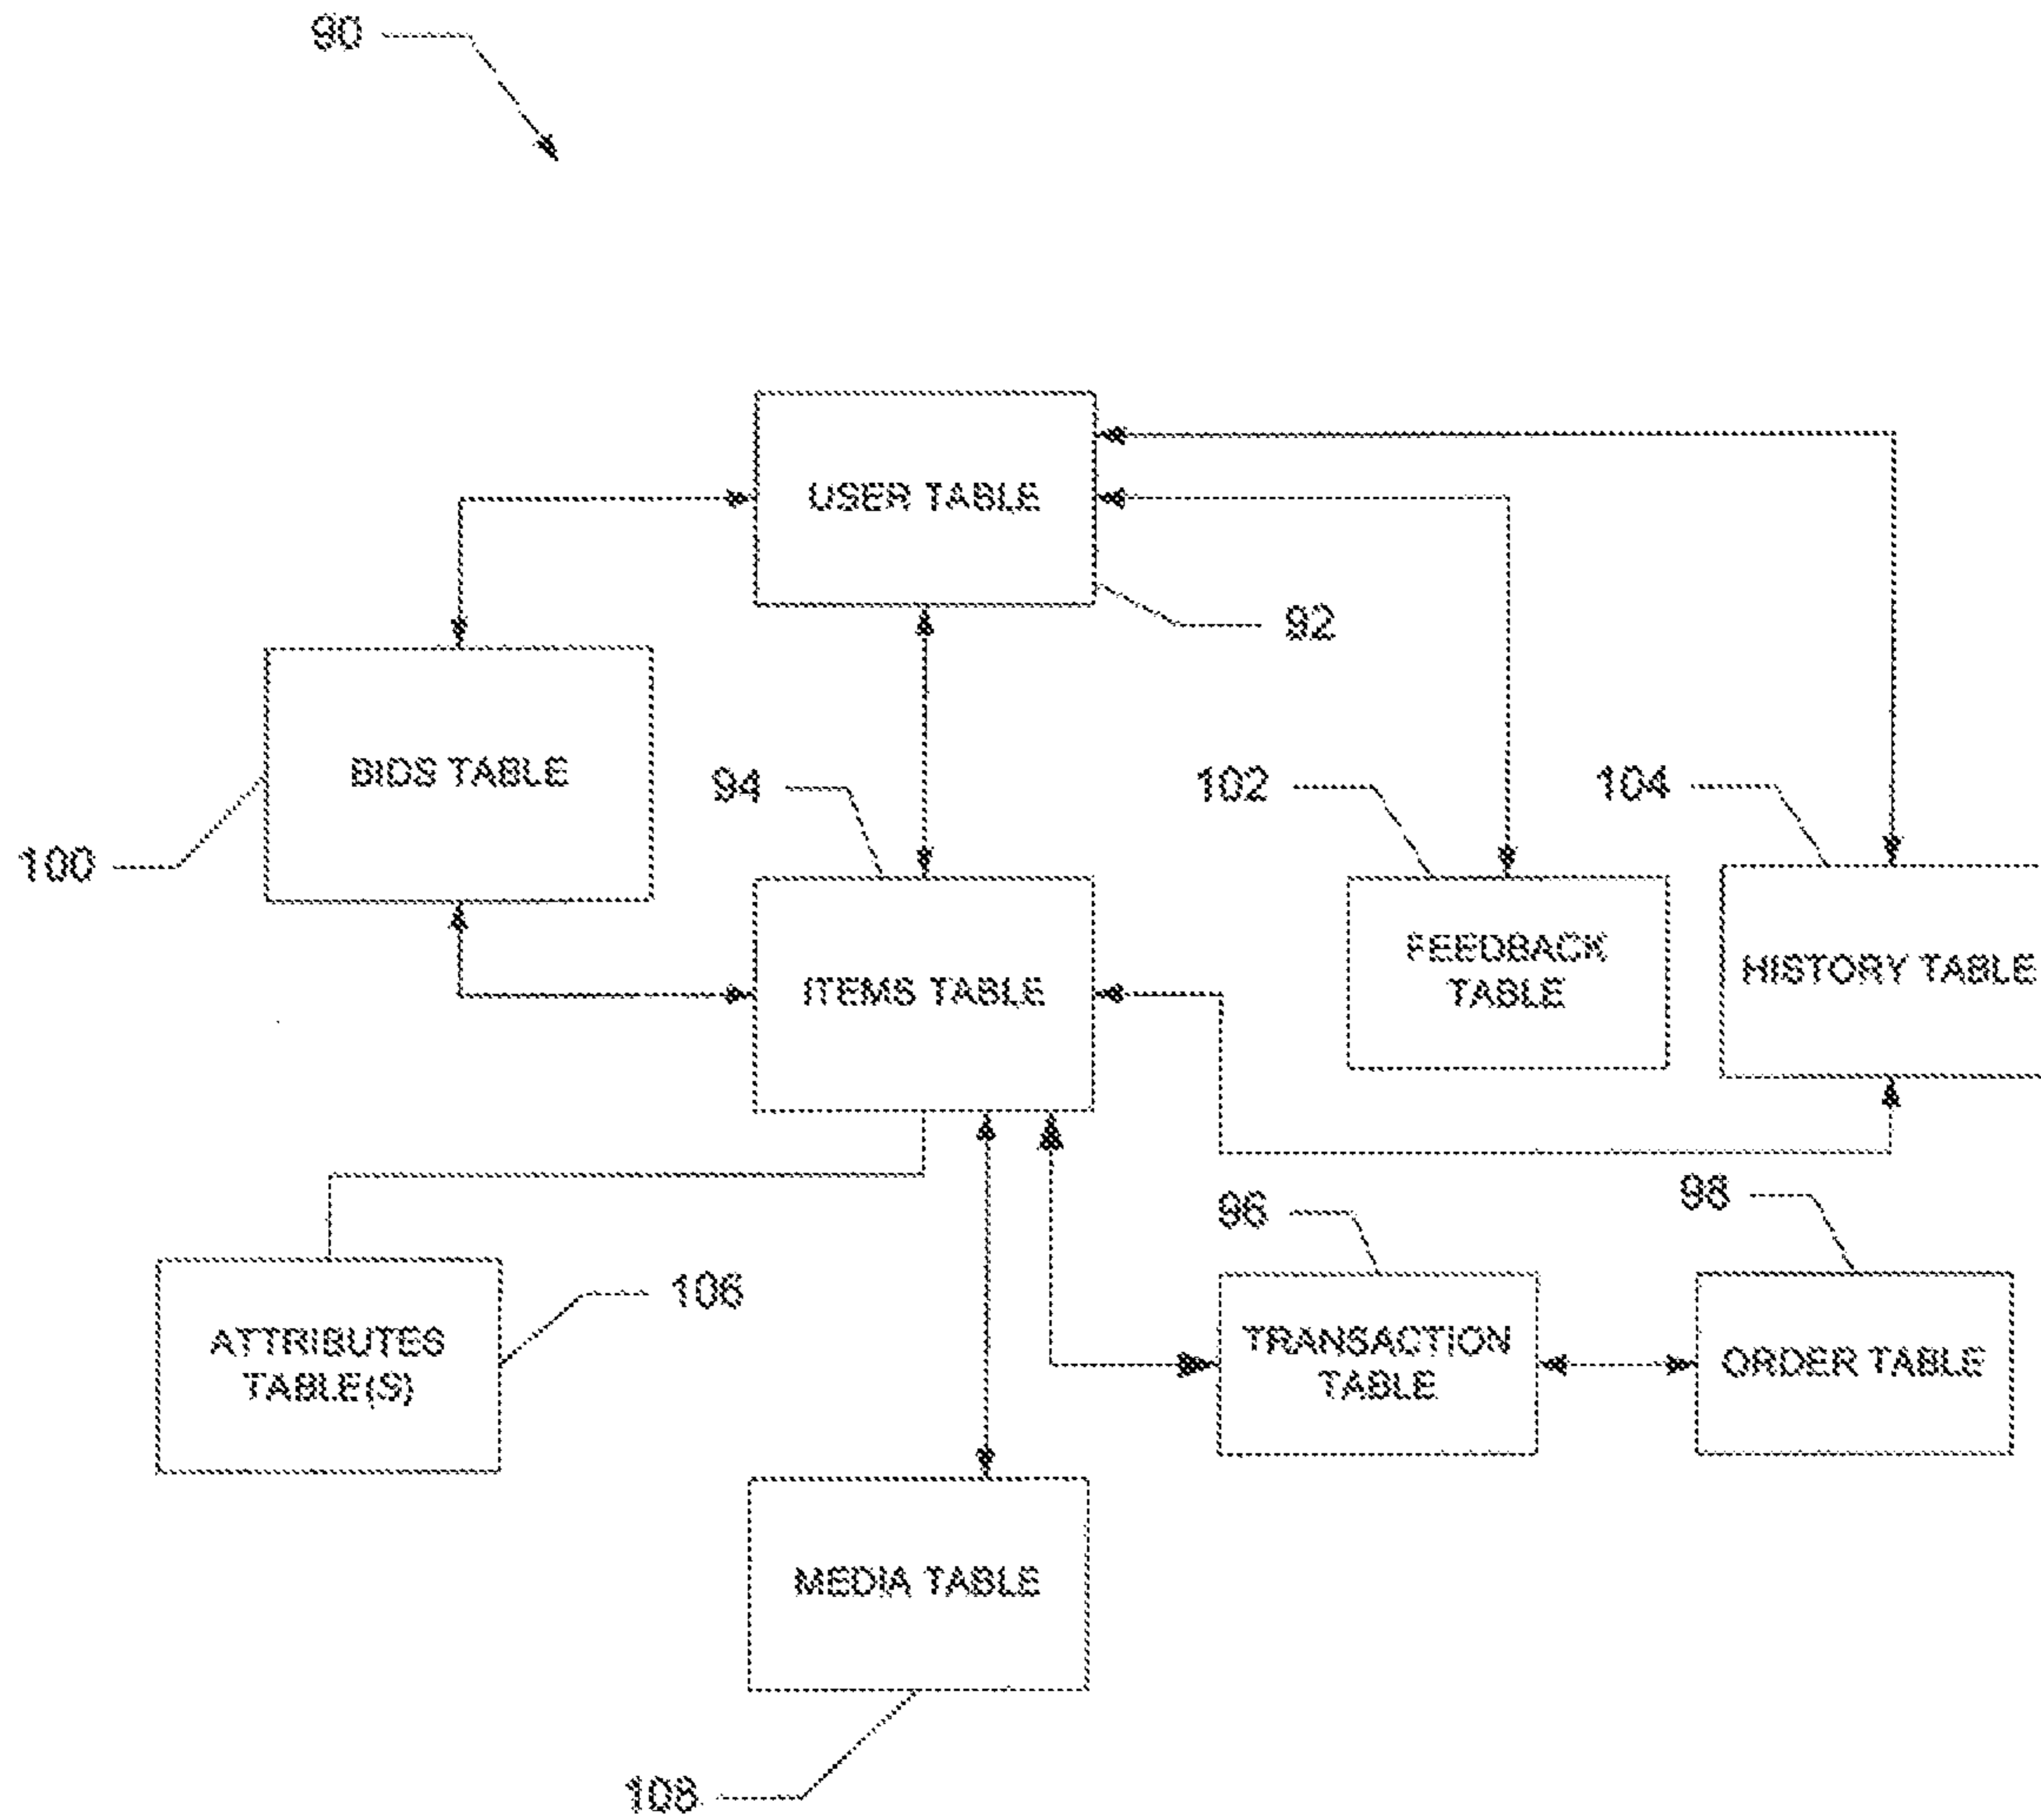 90
USER TABLE
92
BIDS TABLE
94
102
104
100
FEEDBACK
TABLE
HISTORY TABLE
ITEMS TABLE
96
98
106
ATTRIBUTES
TABLE(S)
TRANSACTION
TABLE
ORDER TABLE
MEDIA TABLE
108